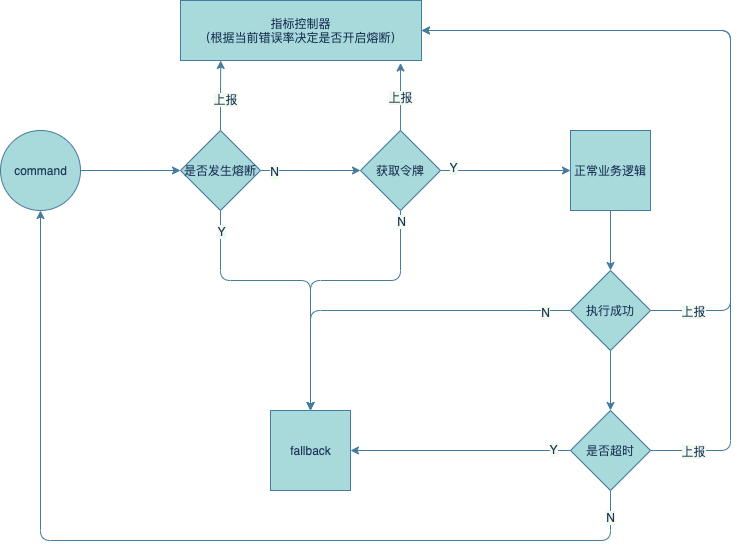 指标控制器
（根据当前错误率决定是否开启熔断）
上报
上报
command
是否发生熔断
N
获取令牌
Y
正常业务逻辑
Y
N
N
执行成功
上报
fallback
Y
是否超时
上报
N